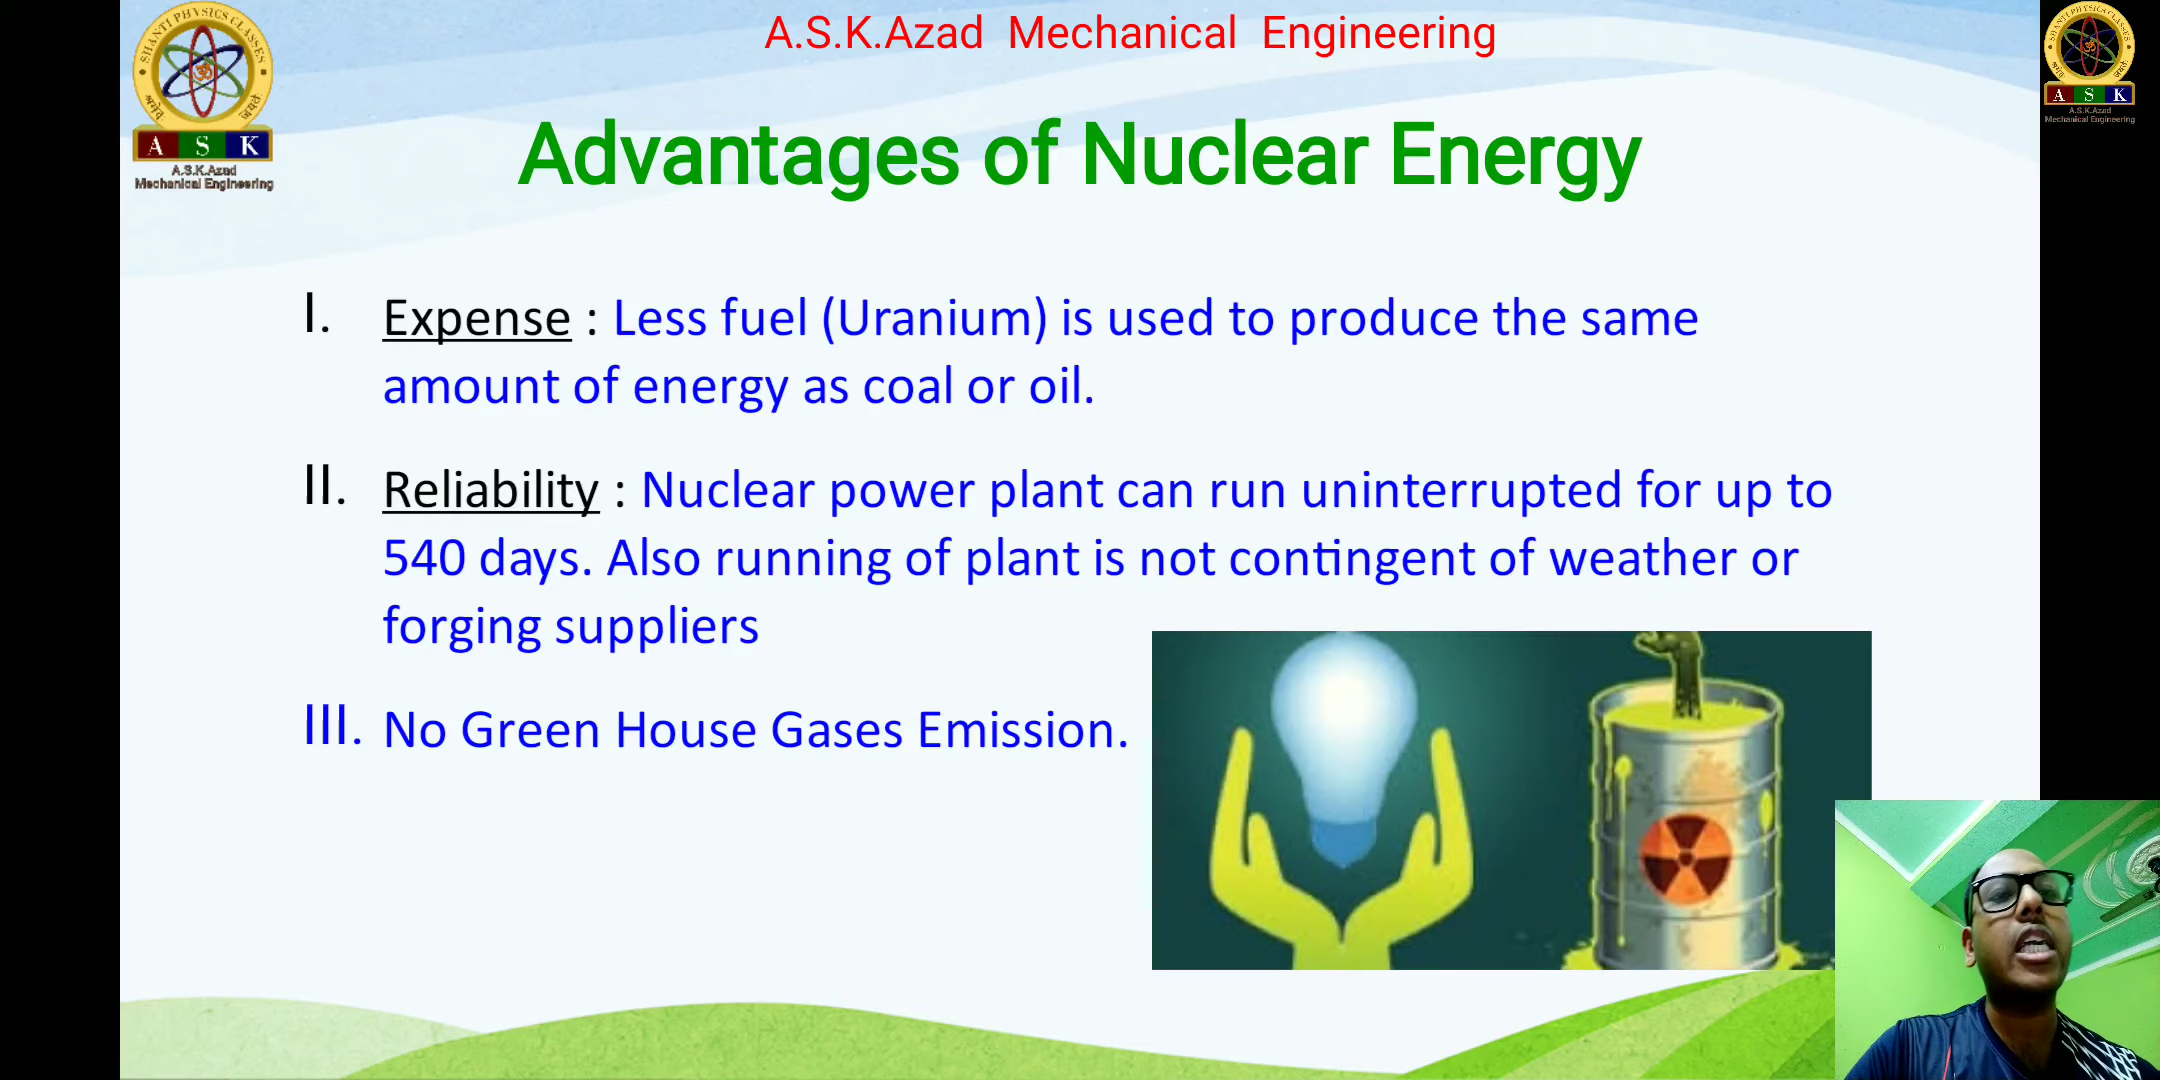 A.S.K.Azad Mechanical Engineering
SHANTI PHYSICS CLASSES
A S K
A.S.K.Azad
Mechanical Engineering
SHANTI PHYSICS CLASSES
A S K
A.S.K.Azad
Mechanical Engineering
Advantages of Nuclear Energy
I. Expense : Less fuel (Uranium) is used to produce the same
amount of energy as coal or oil.
II. Reliability : Nuclear power plant can run uninterrupted for up to
540 days. Also running of plant is not contingent of weather or
forging suppliers
III. No Green House Gases Emission.